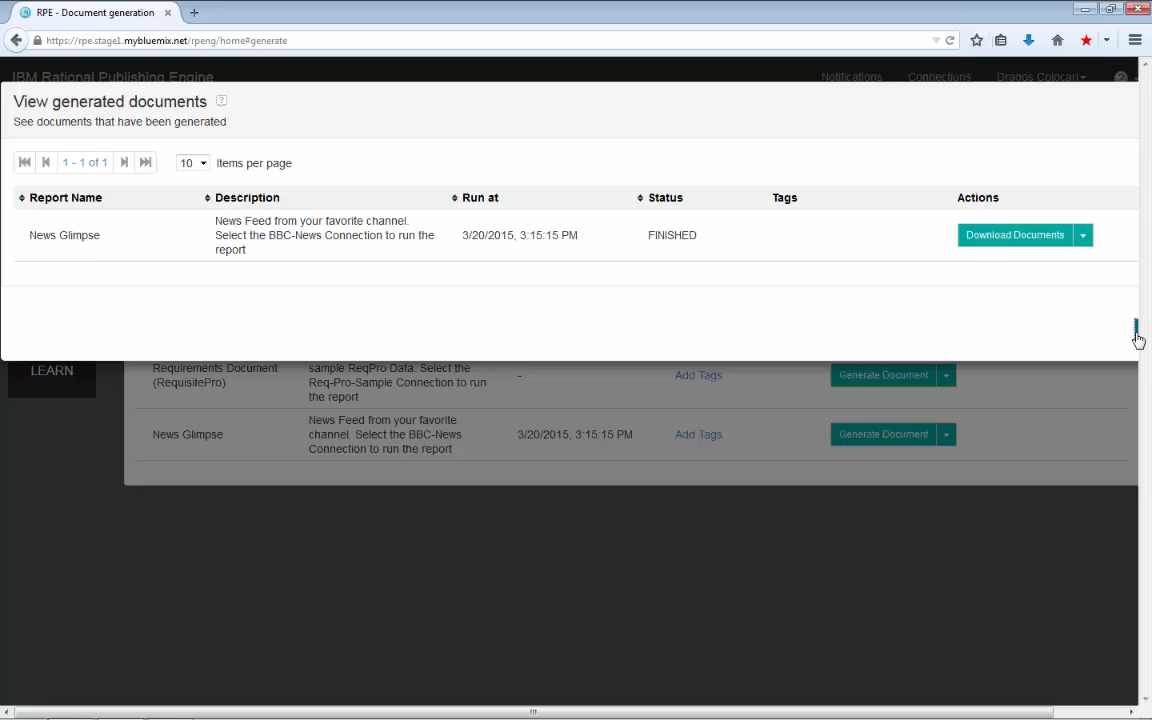 RPE - Document generation
https://rpe.stage1.mybluemix.net/rpeng/home#generate
IBM Rational Publishing Engine
Notifications
Connections
Dragos Cojocari
View generated documents ?
See documents that have been generated
1 - 1 of 1
10
Items per page
Report Name
Description
Run at
Status
Tags
Actions
News Glimpse
News Feed from your favorite channel.
Select the BBC-News Connection to run the
report
3/20/2015, 3:15:15 PM
FINISHED
Download Documents
LEARN
Requirements Document
(RequisitePro)
sample ReqPro Data. Select the
Req-Pro-Sample Connection to run
the report
-
Add Tags
Generate Document
News Glimpse
News Feed from your favorite
channel. Select the BBC-News
Connection to run the report
3/20/2015, 3:15:15 PM
Add Tags
Generate Document